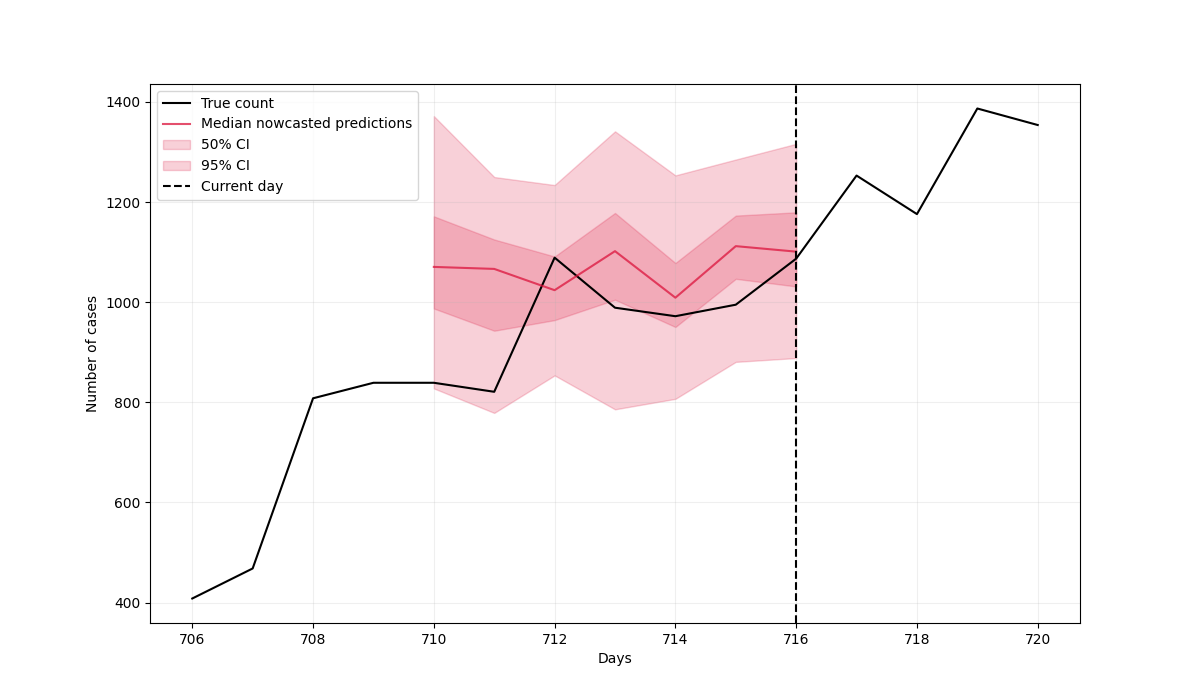 True count
Median nowcasted predictions
50% CI
95% CI
Current day
1400
1200
1000
800
600
400
Number of cases
706 708 710 712 714 716 718 720
Days